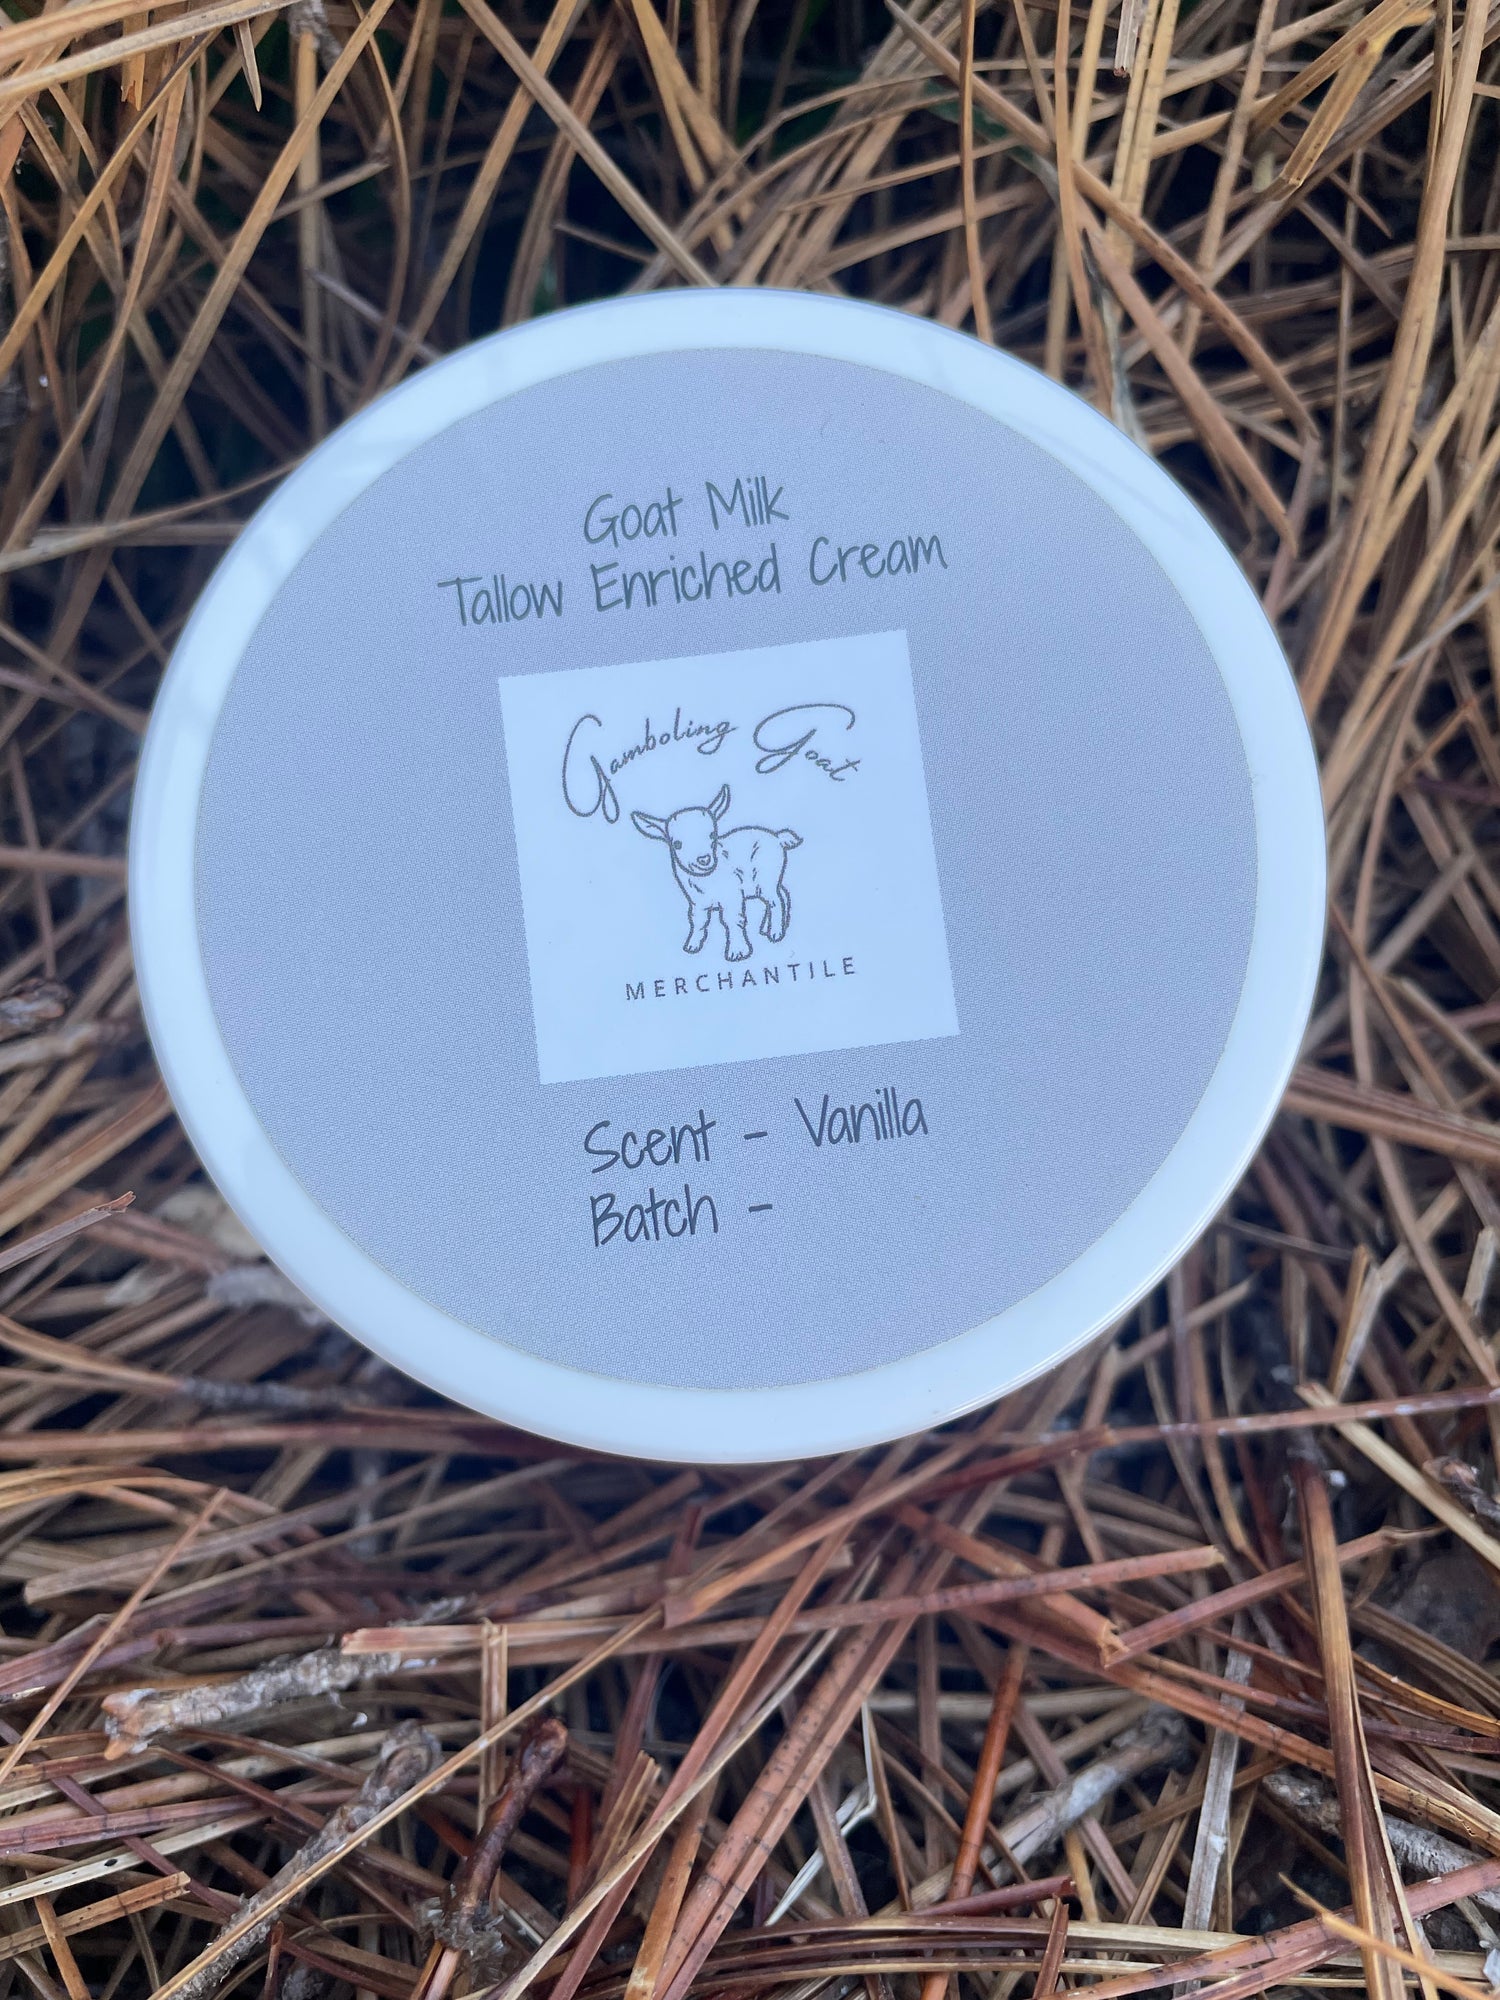 Goat Milk
Tallow Enriched Cream
Gamboling Goat
MERCHANTILE
Scent - Vanilla
Batch -